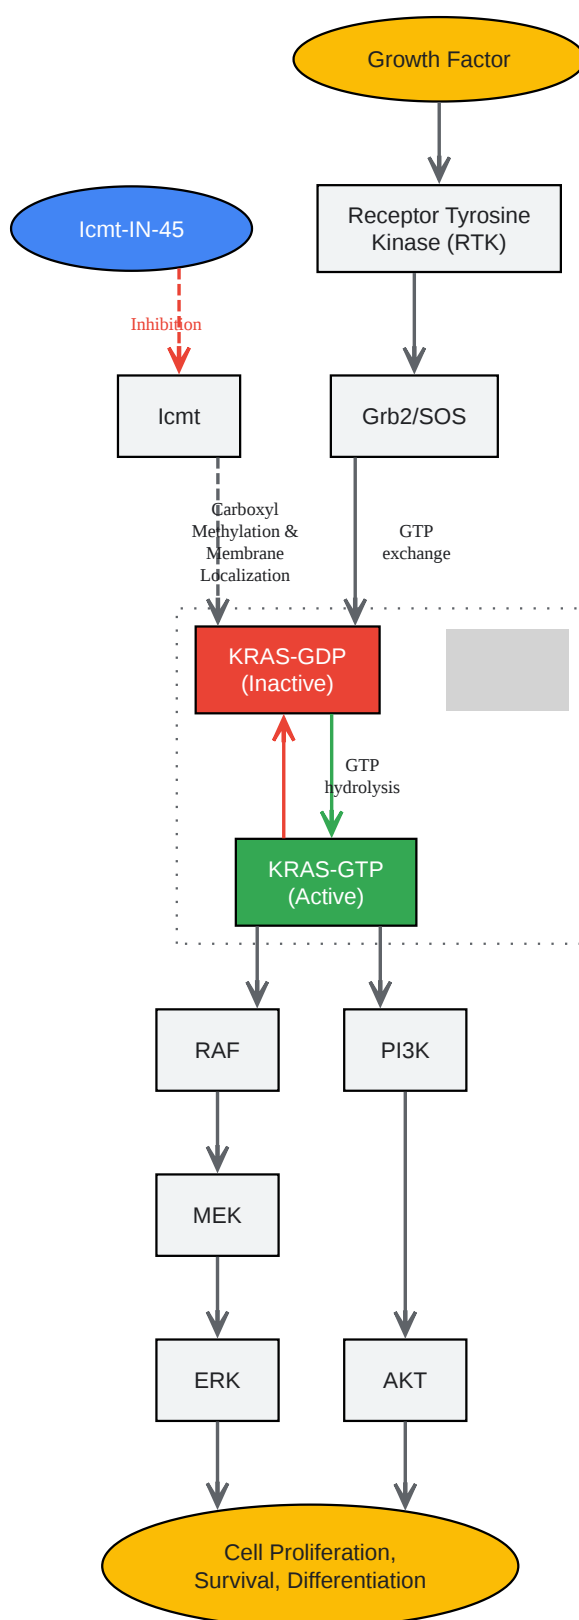 Growth Factor
Receptor Tyrosine
Kinase (RTK)
Icmt-IN-45
Inhibition
Icmt
Grb2/SOS
Carboxyl
Methylation &
Membrane
Localization
GTP
exchange
KRAS-GDP
(Inactive)
GTP
hydrolysis
KRAS-GTP
(Active)
RAF
PI3K
MEK
ERK
AKT
Cell Proliferation,
Survival, Differentiation